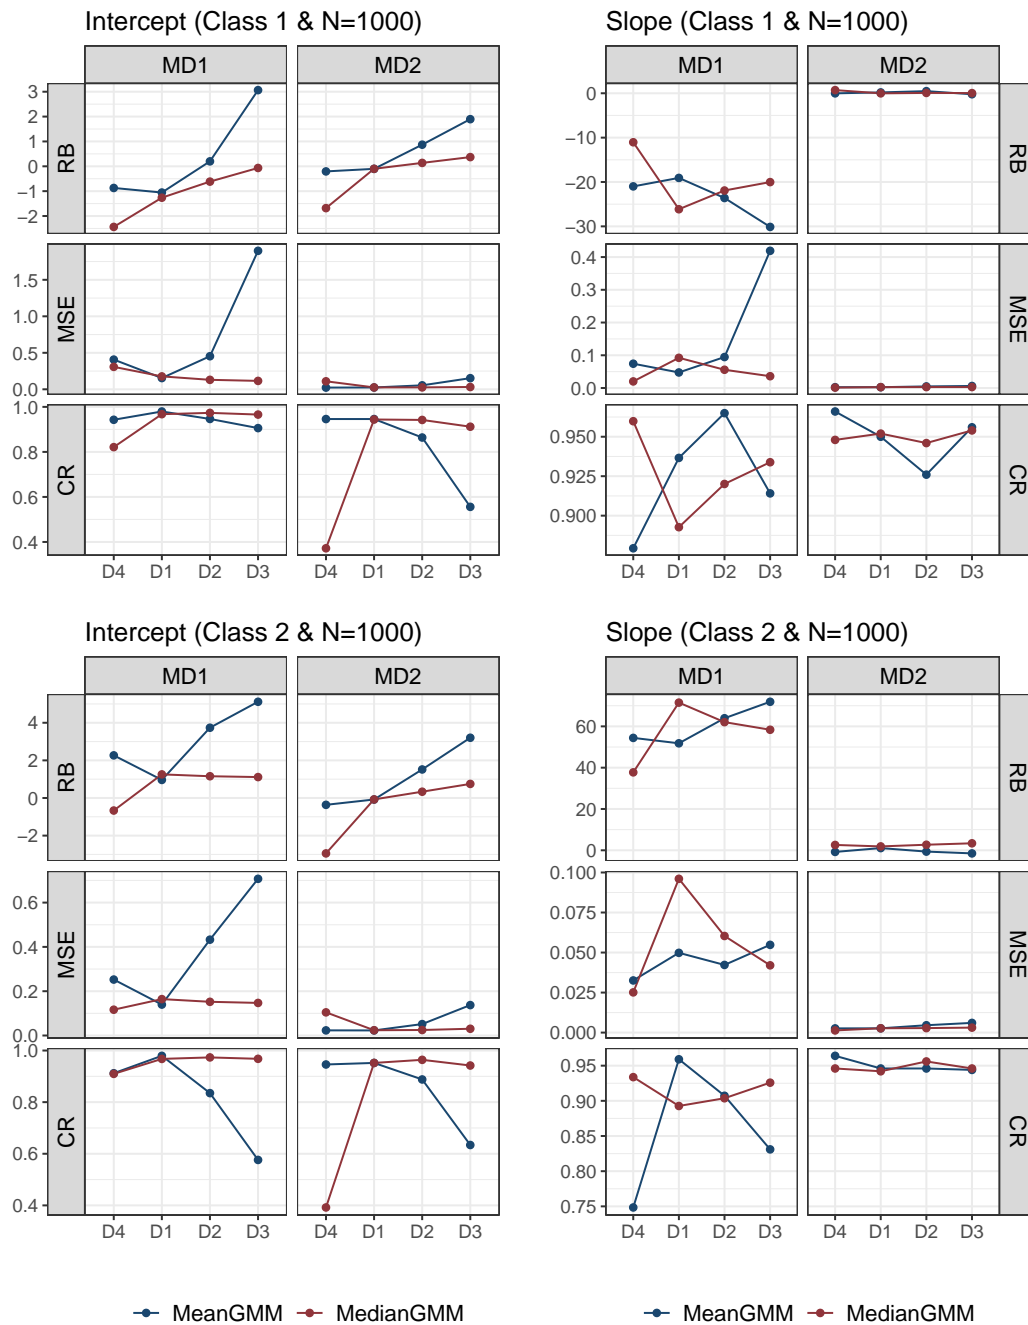 Intercept (Class 1 & N=1000)
MD1 MD2
RB
3
2
1
0
−1
−2
MSE
1.5
1.0
0.5
0.0
CR
1.0
0.8
0.6
0.4
D4 D1 D2 D3 D4 D1 D2 D3
Slope (Class 1 & N=1000)
MD1 MD2
0
−10
−20
−30
RB
0.4
0.3
0.2
0.1
0.0
MSE
0.950
0.925
0.900
CR
D4 D1 D2 D3 D4 D1 D2 D3
Intercept (Class 2 & N=1000)
MD1 MD2
RB
4
2
0
−2
MSE
0.6
0.4
0.2
0.0
CR
1.0
0.8
0.6
0.4
D4 D1 D2 D3 D4 D1 D2 D3
MeanGMM MedianGMM
Slope (Class 2 & N=1000)
MD1 MD2
60
40
20
0
RB
0.100
0.075
0.050
0.025
0.000
MSE
0.95
0.90
0.85
0.80
0.75
CR
D4 D1 D2 D3 D4 D1 D2 D3
MeanGMM MedianGMM